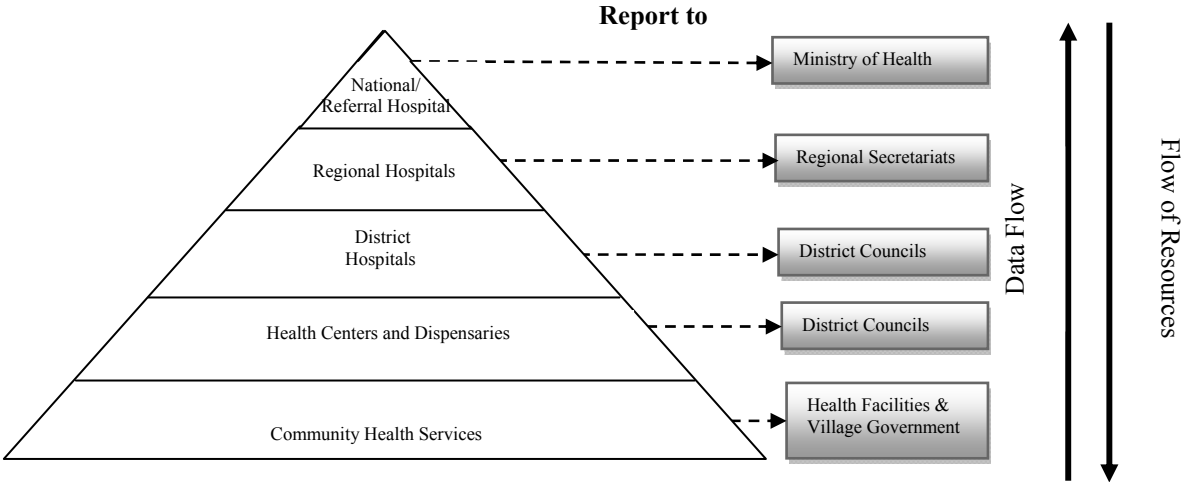 Report to
National/
Referral Hospital
Ministry of Health
Regional Hospitals
Regional Secretariats
District
Hospitals
District Councils
Health Centers and Dispensaries
District Councils
Community Health Services
Health Facilities &
Village Government
Data Flow
Flow of Resources